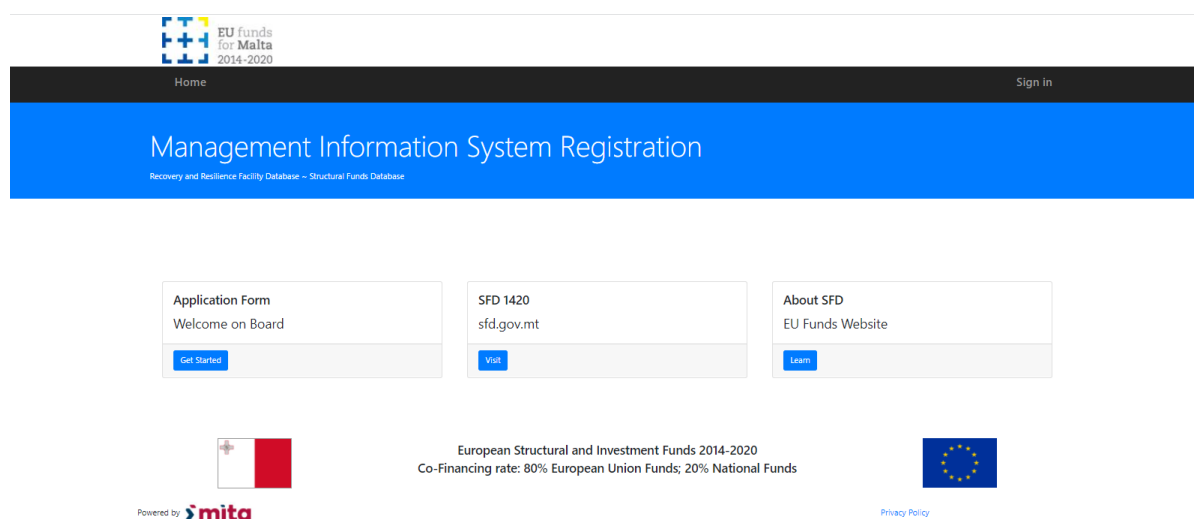 EU funds
for Malta
2014-2020
Home
Sign in
Management Information System Registration
Recovery and Resilience Facility Database ~ Structural Funds Database
Application Form
Welcome on Board
Get Started
SFD 1420
sfd.gov.mt
Visit
About SFD
EU Funds Website
Learn
European Structural and Investment Funds 2014-2020
Co-Financing rate: 80% European Union Funds; 20% National Funds
Powered by mita
Privacy Policy